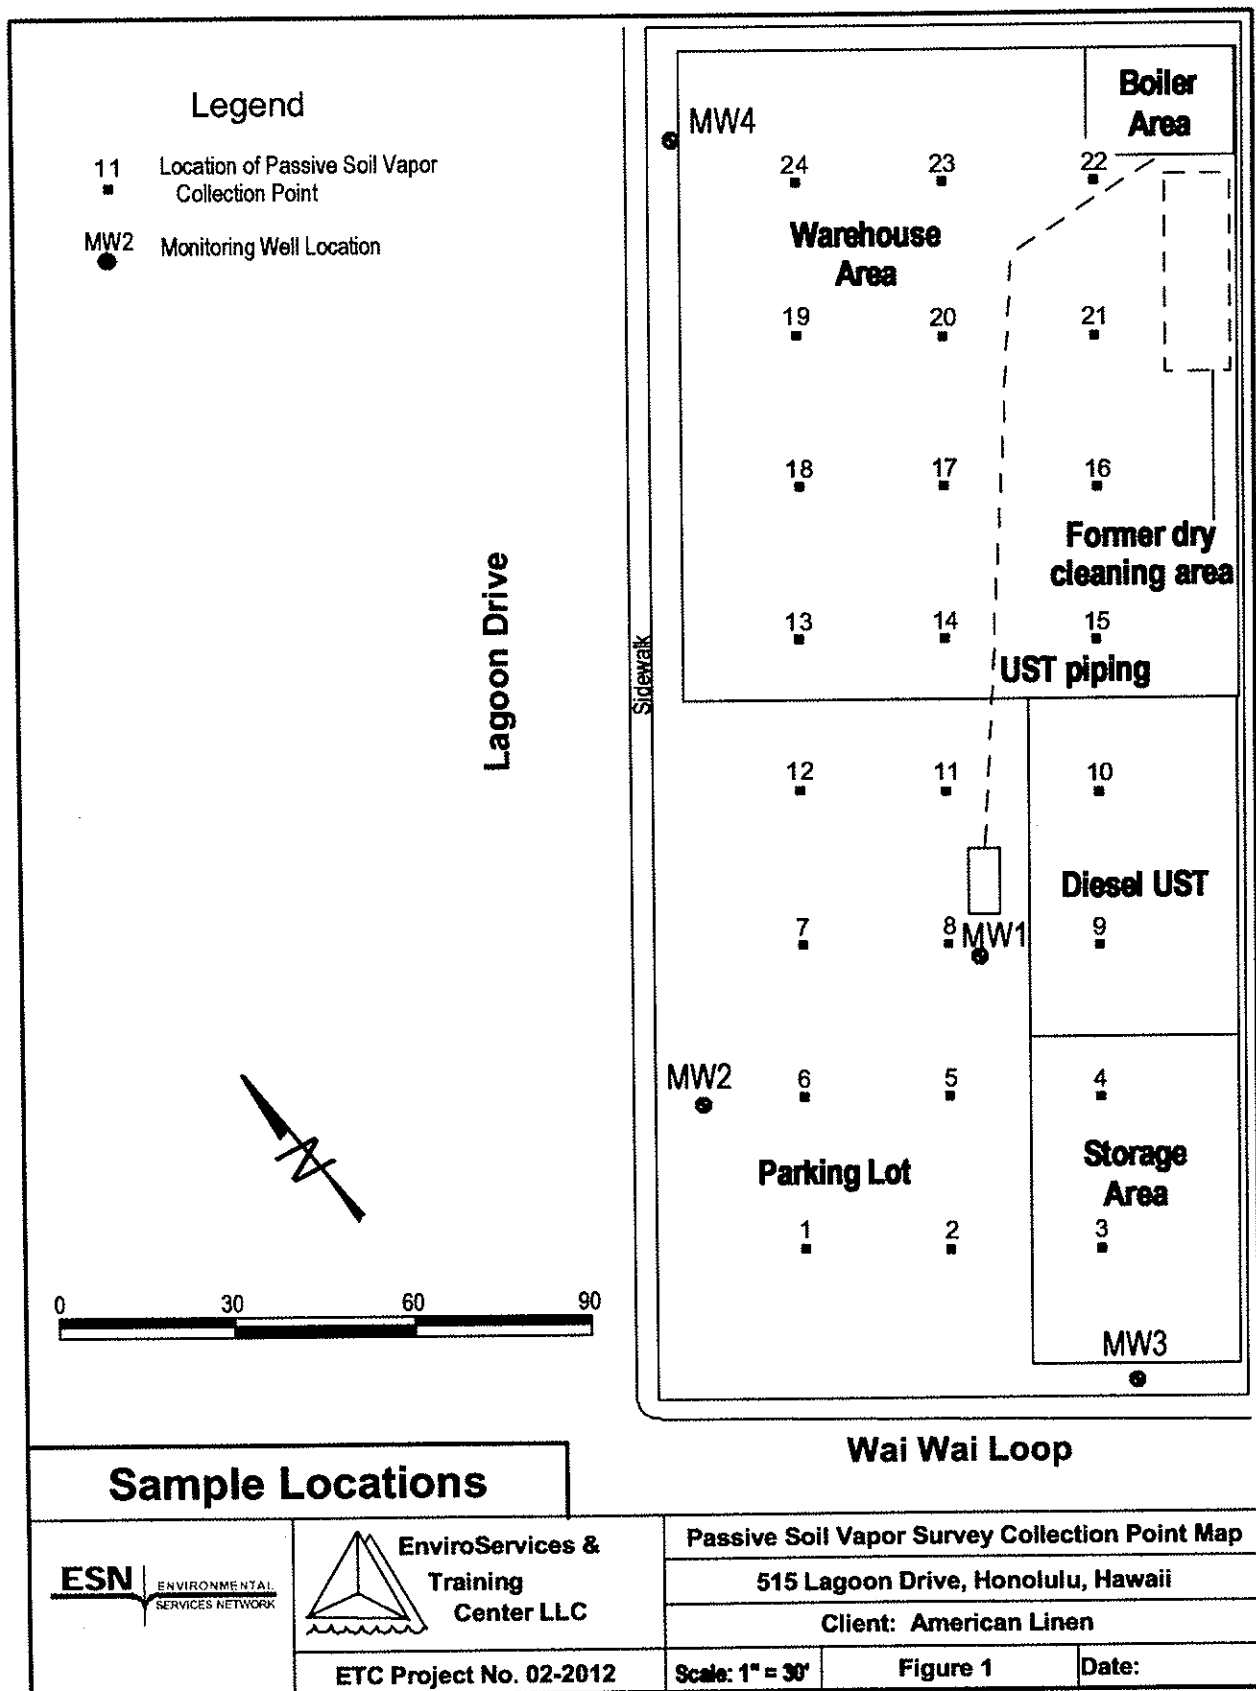 Legend
11 Location of Passive Soil Vapor
Collection Point
MW2 Monitoring Well Location
Boiler
Area
MW4
24 23 22
Warehouse
Area
19 20 21
18 17 16
Former dry
cleaning area
Lagoon Drive
Sidewalk
13 14 15
UST piping
12 11 10
Diesel UST
7 8 MW1 9
MW2 6 5 4
Parking Lot
Storage
Area
1 2 3
N
0 30 60 90
MW3
Wai Wai Loop
Sample Locations
ESN ENVIRONMENTAL
SERVICES NETWORK
EnviroServices &
Training
Center LLC
ETC Project No. 02-2012
Passive Soil Vapor Survey Collection Point Map
515 Lagoon Drive, Honolulu, Hawaii
Client: American Linen
Scale: 1" = 30' Figure 1 Date: